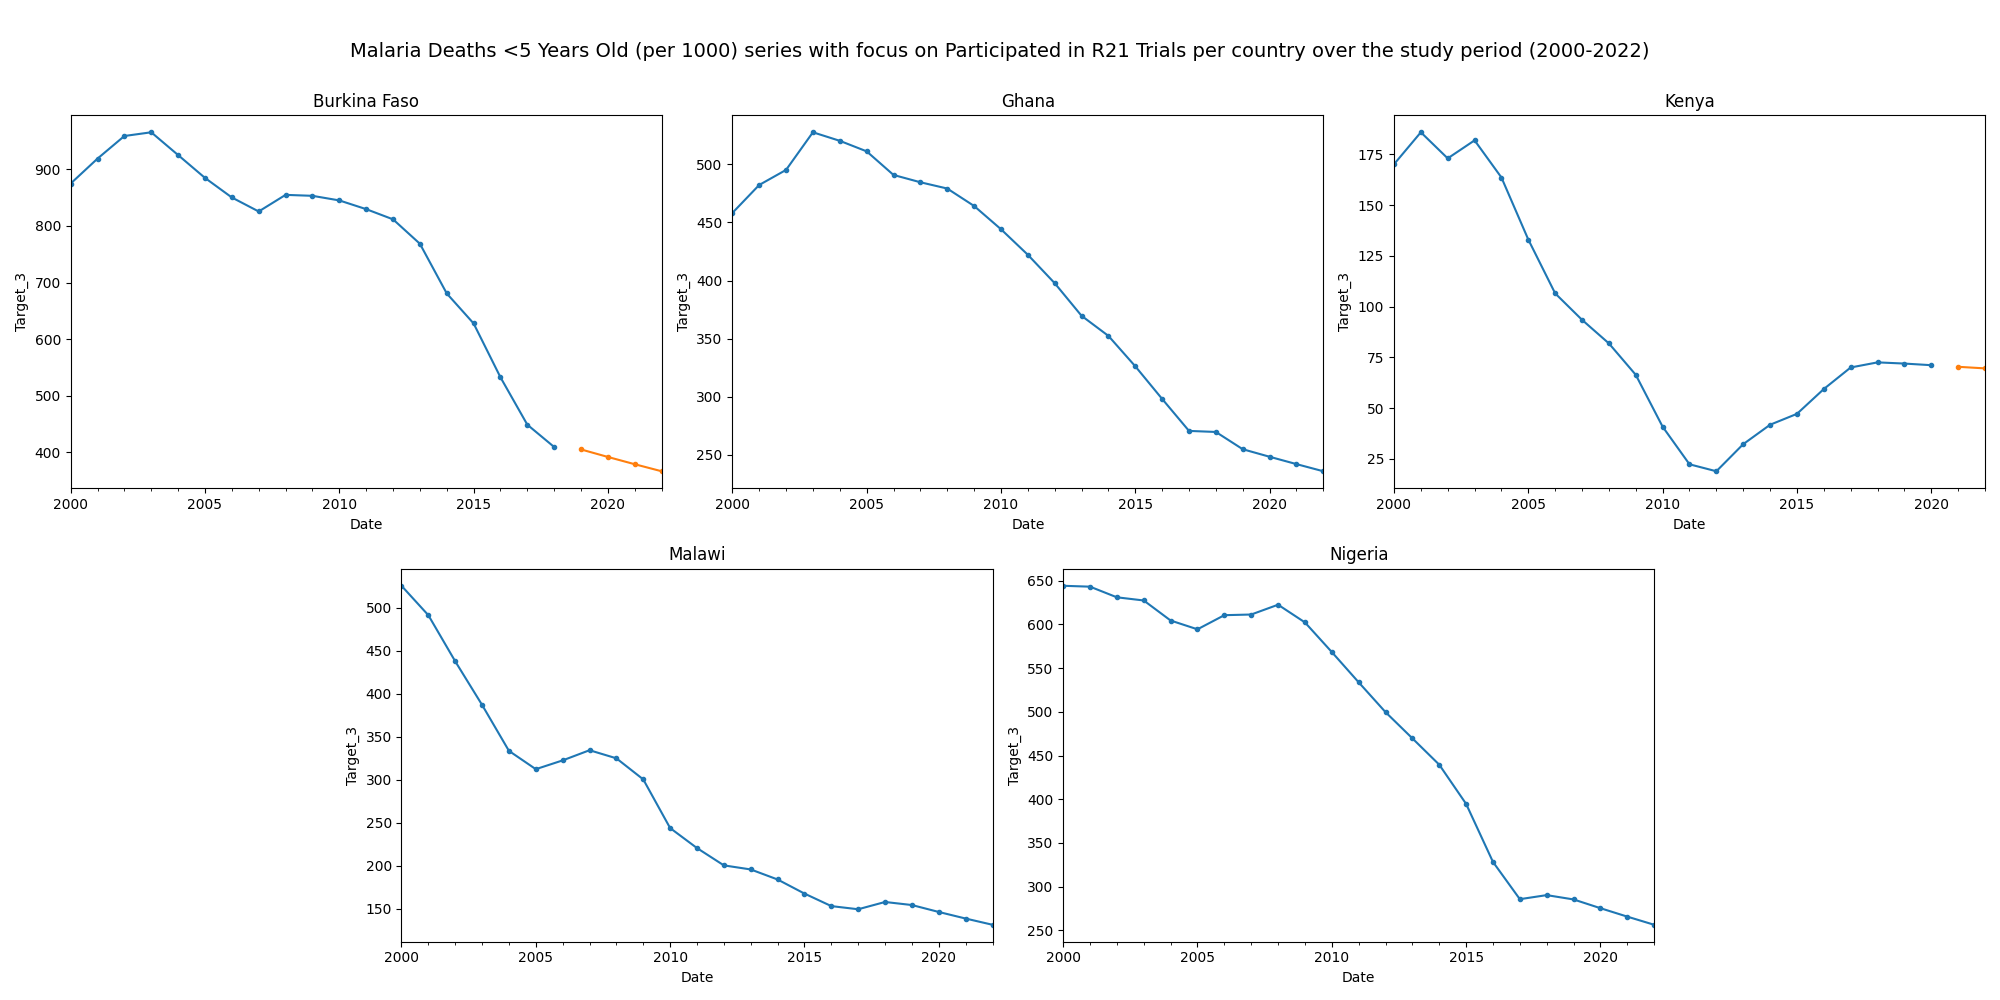 Malaria Deaths <5 Years Old (per 1000) series with focus on Participated in R21 Trials per country over the study period (2000-2022)
Burkina Faso
900
800
700
600
500
400
Target_3
2000 2005 2010 2015 2020
Date
Ghana
500
450
400
350
300
250
Target_3
2000 2005 2010 2015 2020
Date
Kenya
175
150
125
100
75
50
25
Target_3
2000 2005 2010 2015 2020
Date
Malawi
500
450
400
350
300
250
200
150
Target_3
2000 2005 2010 2015 2020
Date
Nigeria
650
600
550
500
450
400
350
300
250
Target_3
2000 2005 2010 2015 2020
Date